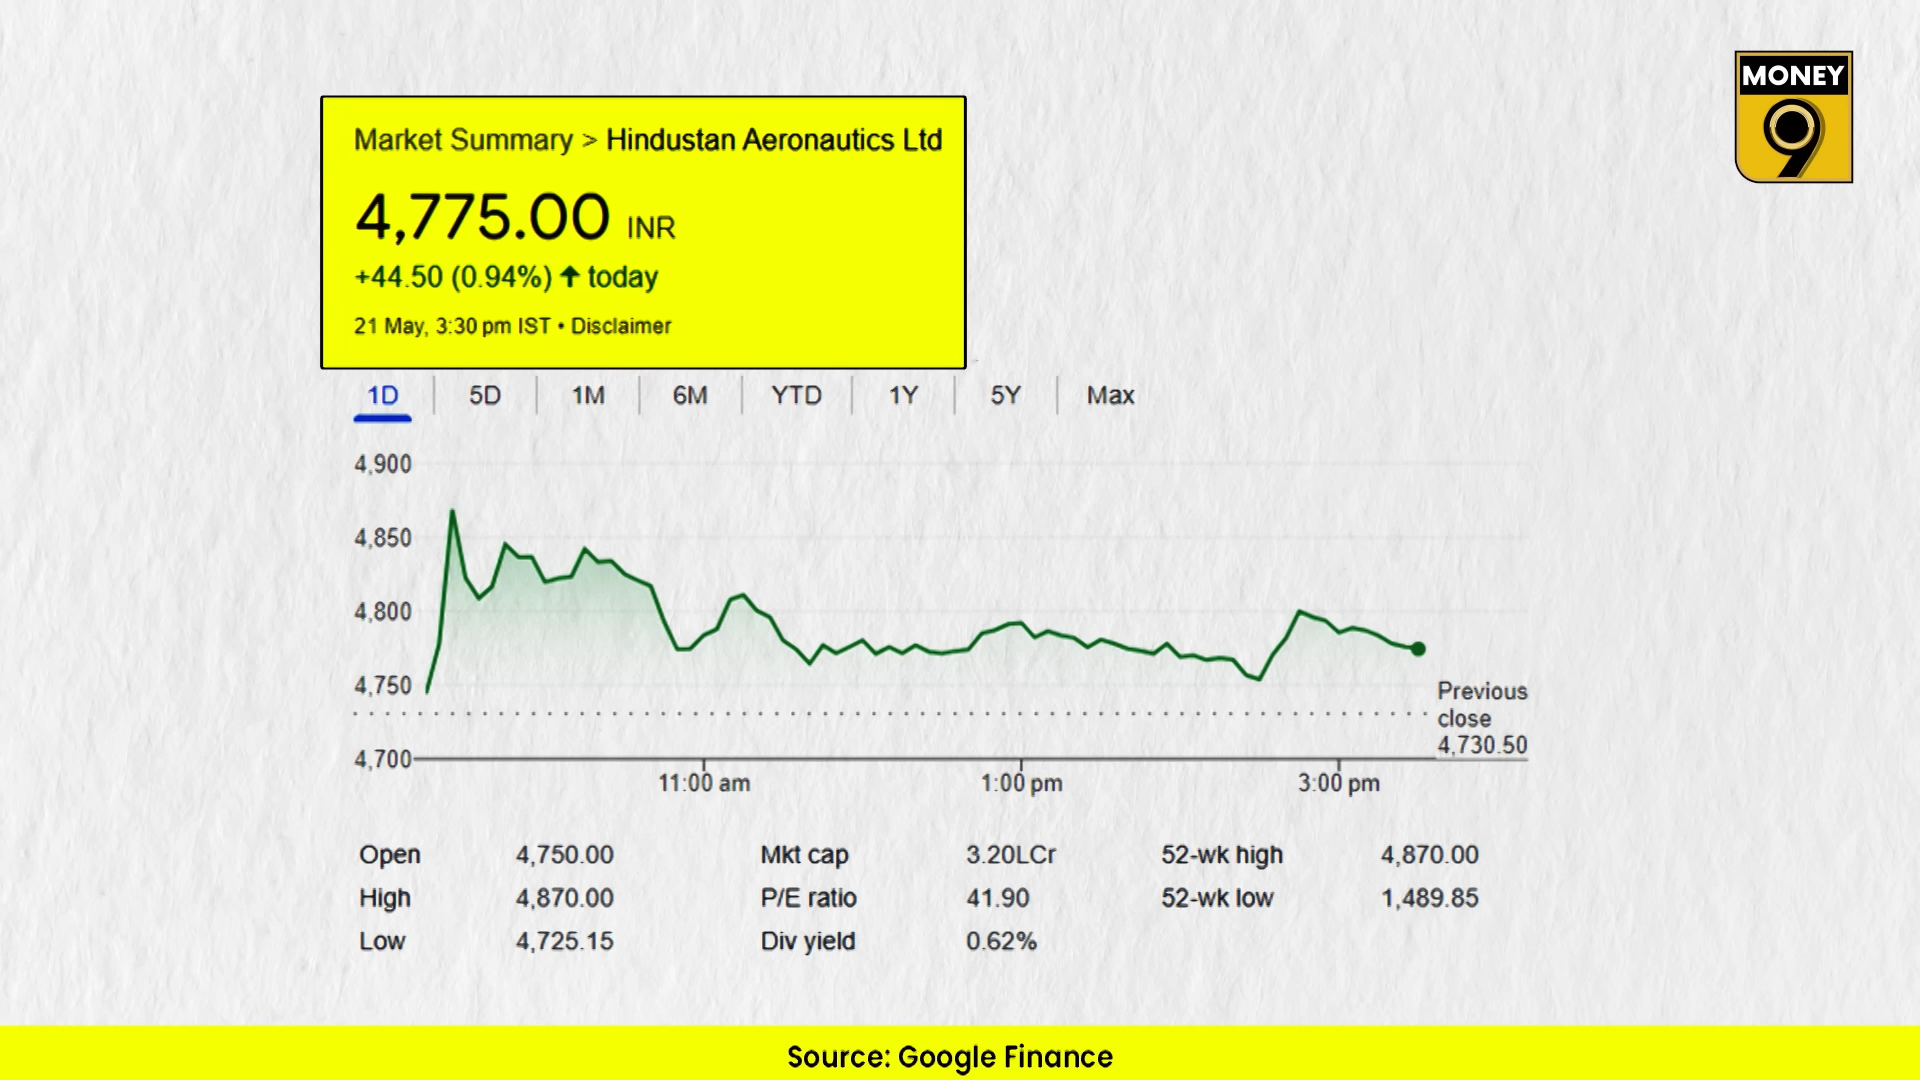 MONEY
9
Market Summary > Hindustan Aeronautics Ltd
4,775.00 INR
+44.50 (0.94%) ↑ today
21 May, 3:30 pm IST • Disclaimer
1D 5D 1M 6M YTD 1Y 5Y Max
4,900
4,850
4,800
4,750
4,700
Previous
close
4,730.50
11:00 am 1:00 pm 3:00 pm
Open 4,750.00 Mkt cap 3.20LCr 52-wk high 4,870.00
High 4,870.00 P/E ratio 41.90 52-wk low 1,489.85
Low 4,725.15 Div yield 0.62%
Source: Google Finance